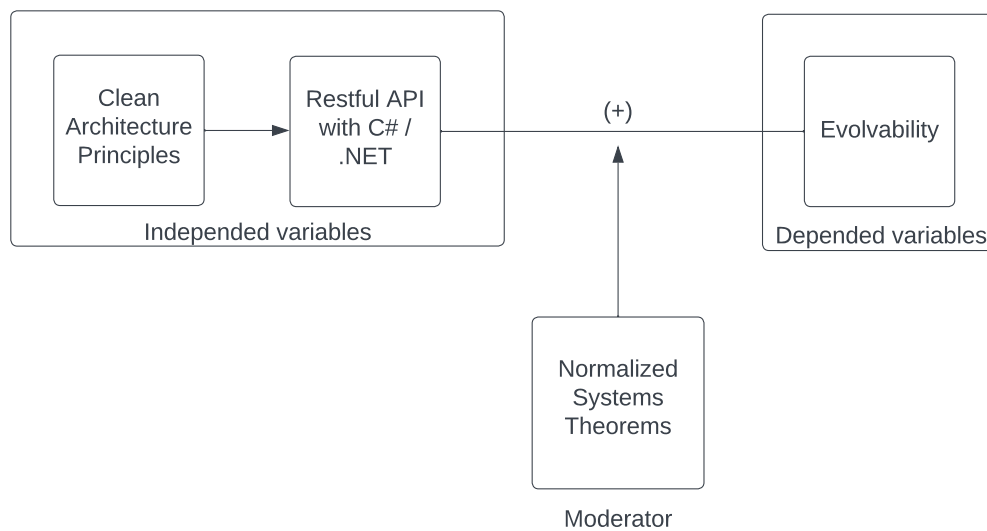 Clean
Architecture
Principles
Restful API
with C# /
.NET
Independed variables
(+)
Evolvability
Depended variables
Normalized
Systems
Theorems
Moderator